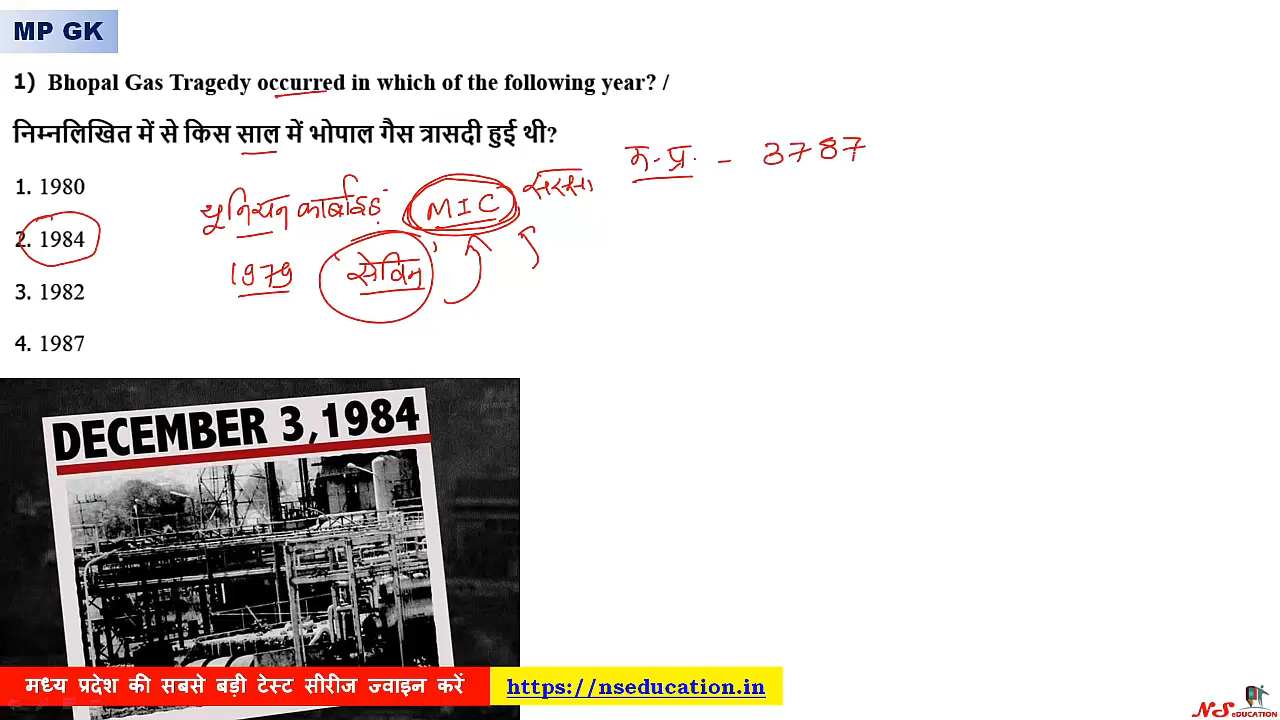 MP GK
1) Bhopal Gas Tragedy occurred in which of the following year? /
निम्नलिखित में से किस साल में भोपाल गैस त्रासदी हुई थी?
म.प्र. - 3787
1. 1980
यूनियन कार्बाइड MIC
2. 1984
1979 सेविन
3. 1982
4. 1987
DECEMBER 3, 1984
मध्य प्रदेश की सबसे बड़ी टेस्ट सीरीज ज्वाइन करें https://nseducation.in
NS eDUCATION